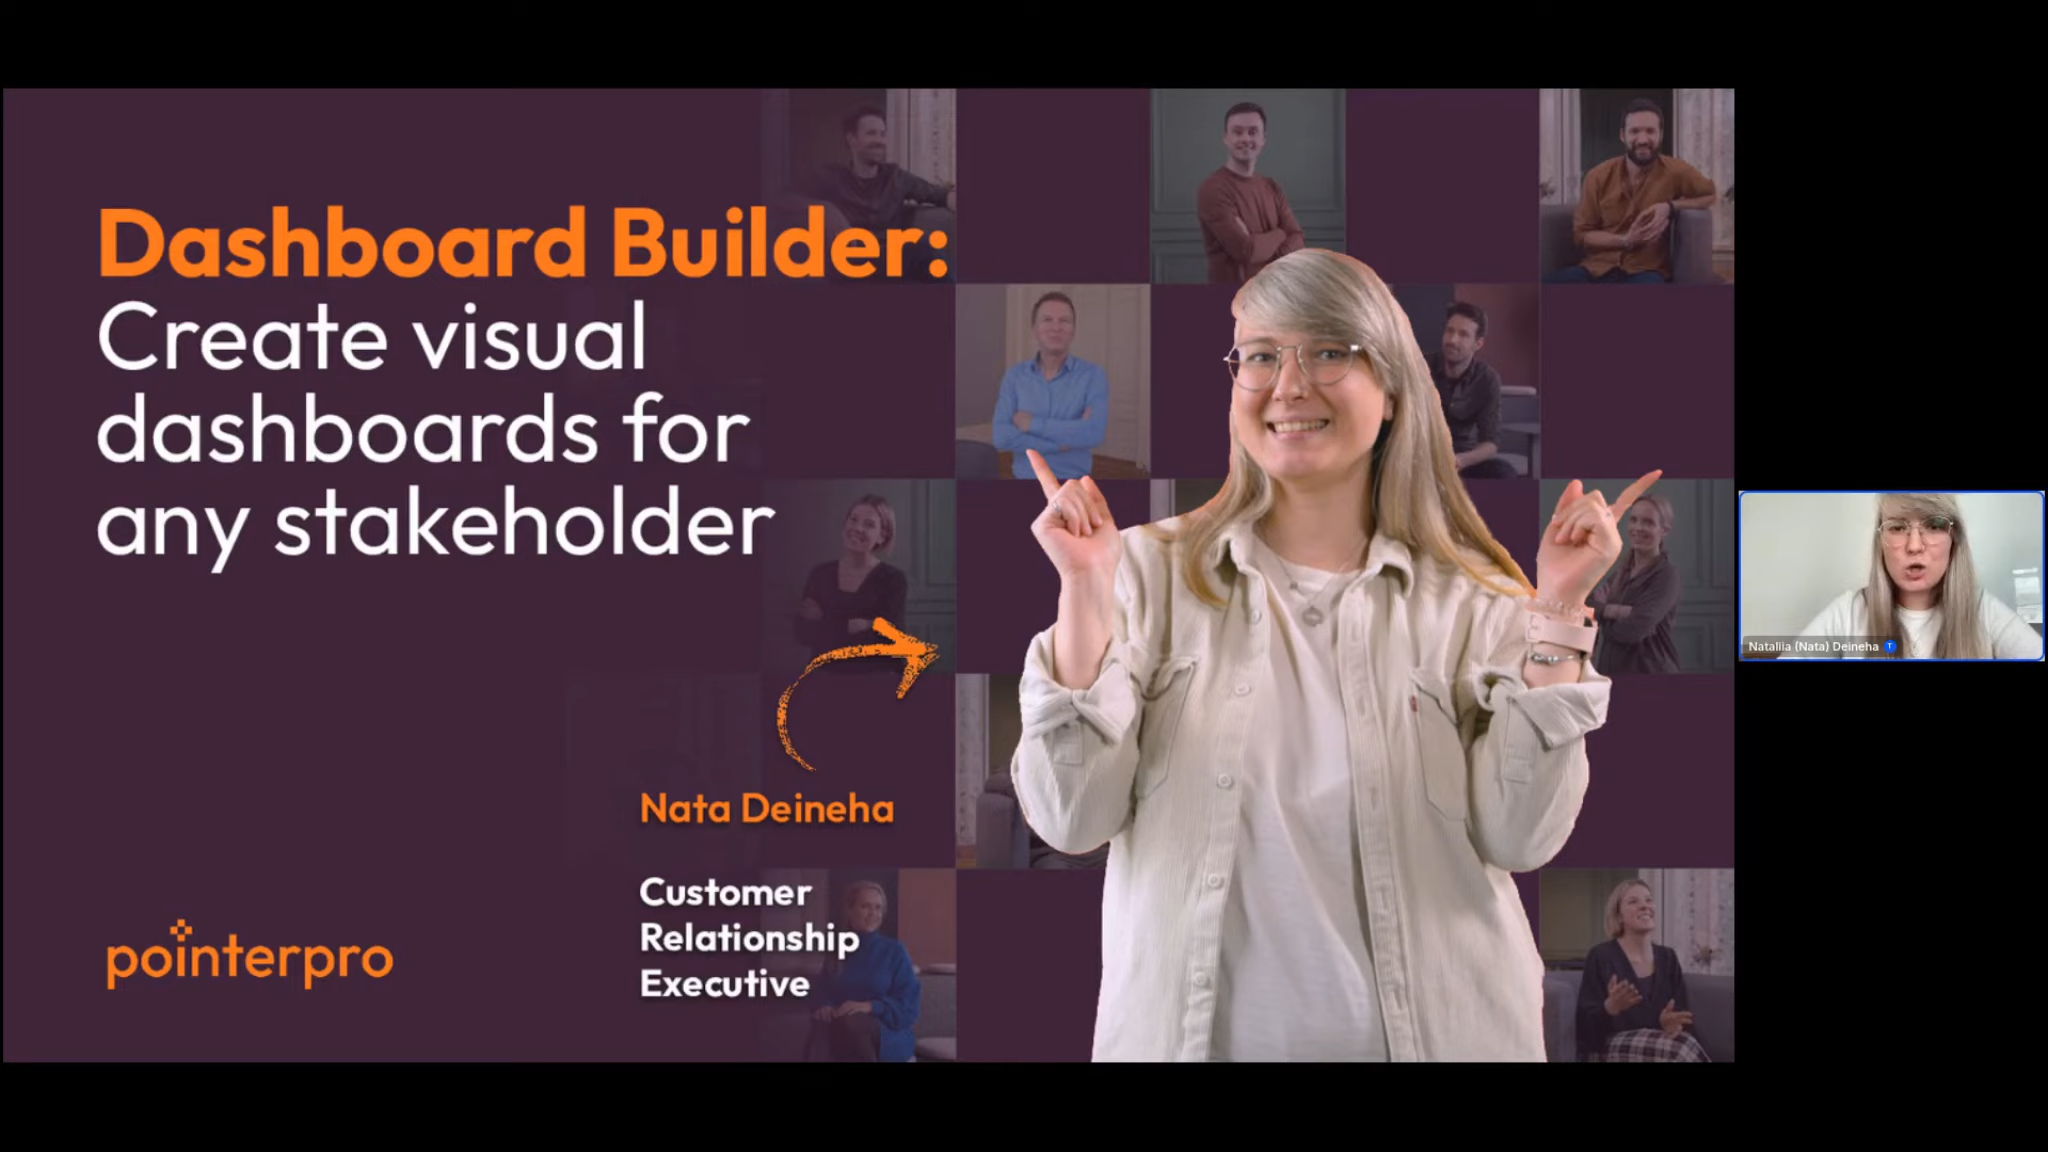 Dashboard Builder:
Create visual
dashboards for
any stakeholder
Nata Deineha
Customer
Relationship
Executive
pointerpro
Nataliia (Nata) Deineha T